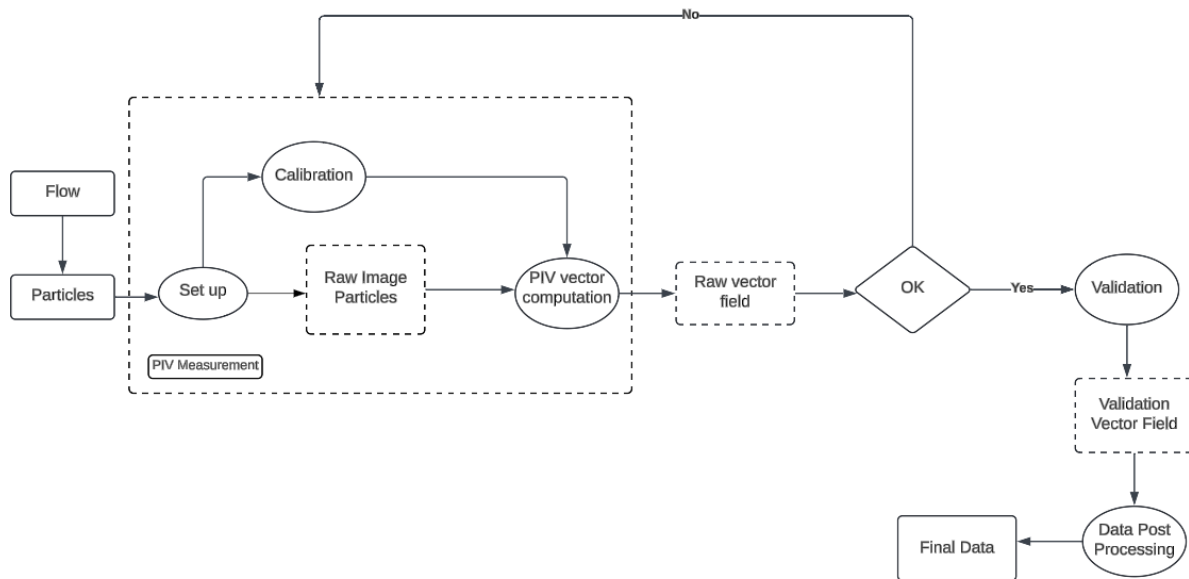 No
Calibration
Flow
Raw Image
Particles
PIV vector
computation
Raw vector
field
OK
Yes
Validation
Particles
Set up
PIV Measurement
Validation
Vector Field
Final Data
Data Post
Processing